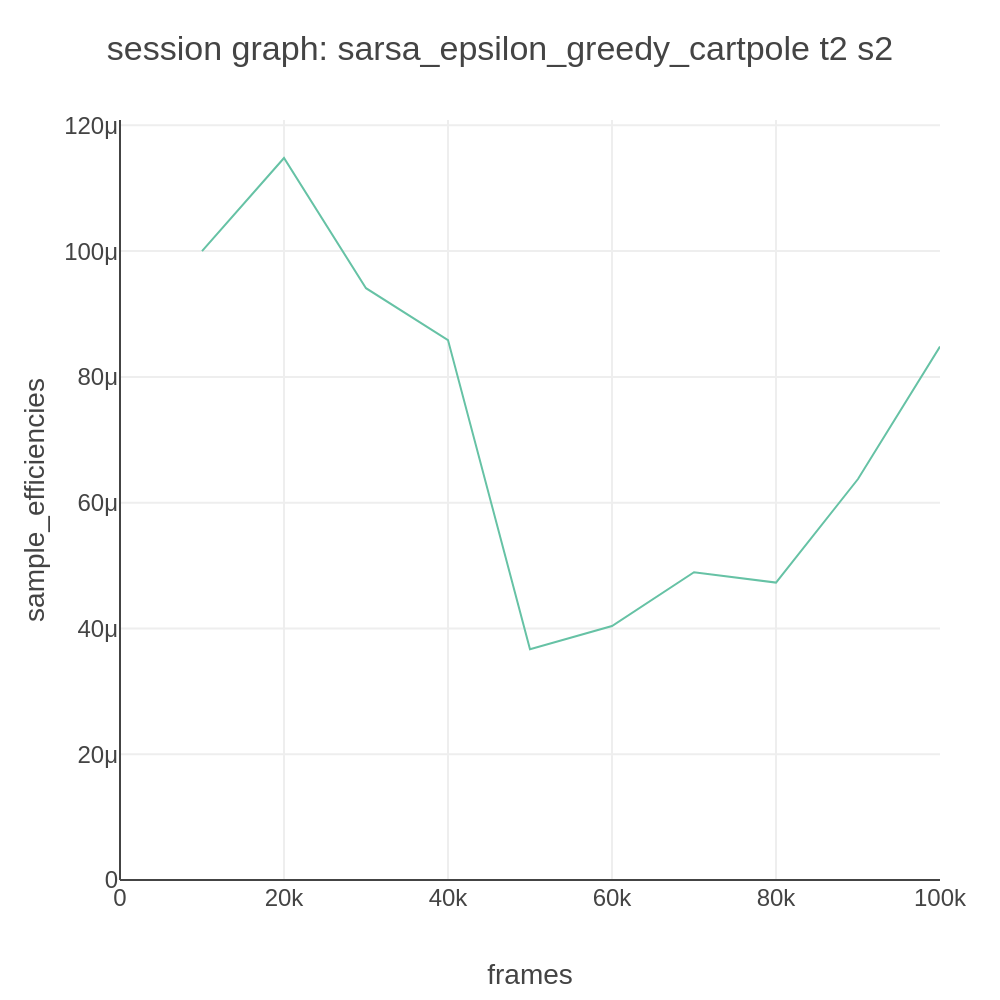 session graph: sarsa_epsilon_greedy_cartpole t2 s2
120μ
100μ
80μ
60μ
40μ
20μ
0
sample_efficiencies
0 20k 40k 60k 80k 100k
frames